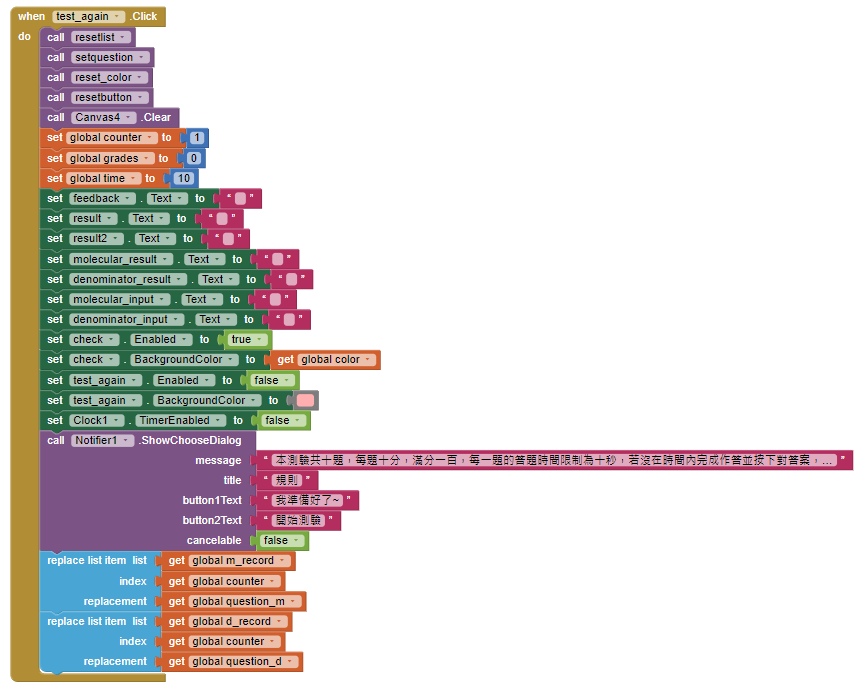 when test_again .Click
do call resetlist
call setquestion
call reset_color
call resetbutton
call Canvas4 .Clear
set global counter to 1
set global grades to 0
set global time to 10
set feedback . Text to “ ”
set result . Text to “ ”
set result2 . Text to “ ”
set molecular_result . Text to “ ”
set denominator_result . Text to “ ”
set molecular_input . Text to “ ”
set denominator_input . Text to “ ”
set check . Enabled to true
set check . BackgroundColor to get global color
set test_again . Enabled to false
set test_again . BackgroundColor to
set Clock1 . TimerEnabled to false
call Notifier1 .ShowChooseDialog
message “ 本測驗共十題，每題十分，滿分一百，每一題的答題時間限制為十秒，若沒在時間內完成作答並按下對答案，... ”
title “ 規則 ”
button1Text “ 我準備好了~ ”
button2Text “ 開始測驗 ”
cancelable false
replace list item list get global m_record
index get global counter
replacement get global question_m
replace list item list get global d_record
index get global counter
replacement get global question_d